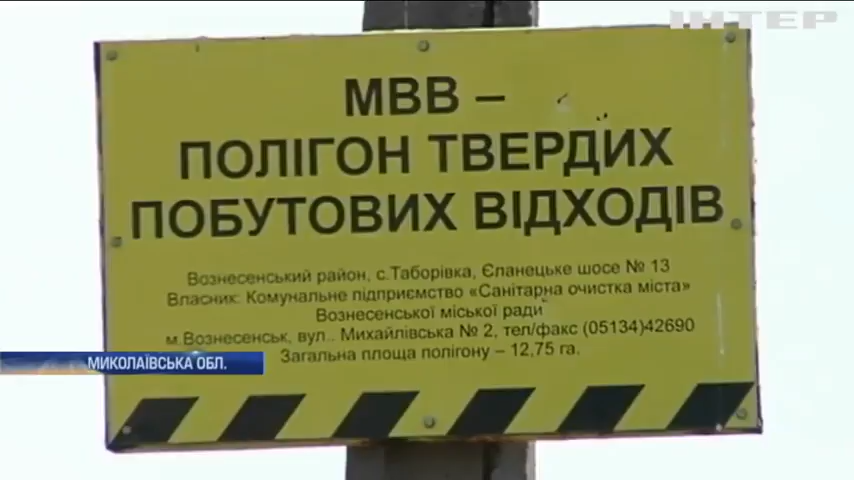 ІНТЕР
МВВ –
ПОЛІГОН ТВЕРДИХ
ПОБУТОВИХ ВІДХОДІВ
Вознесенський район, с.Таборівка, Єланецьке шосе № 13
Власник: Комунальне підприємство «Санітарна очистка міста»
Вознесенської міської ради
м.Вознесенськ, вул.. Михайлівська № 2, тел/факс (05134)42690
Загальна площа полігону – 12,75 га.
МИКОЛАЇВСЬКА ОБЛ.